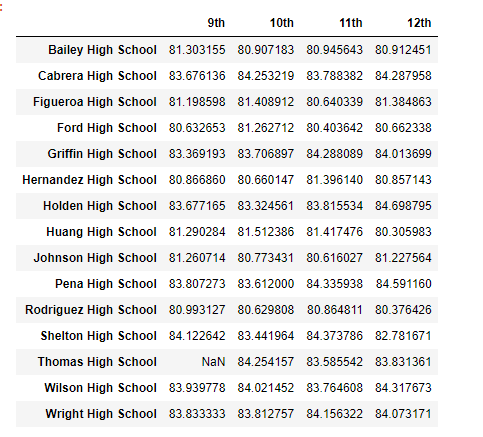 :
9th 10th 11th 12th
Bailey High School 81.303155 80.907183 80.945643 80.912451
Cabrera High School 83.676136 84.253219 83.788382 84.287958
Figueroa High School 81.198598 81.408912 80.640339 81.384863
Ford High School 80.632653 81.262712 80.403642 80.662338
Griffin High School 83.369193 83.706897 84.288089 84.013699
Hernandez High School 80.866860 80.660147 81.396140 80.857143
Holden High School 83.677165 83.324561 83.815534 84.698795
Huang High School 81.290284 81.512386 81.417476 80.305983
Johnson High School 81.260714 80.773431 80.616027 81.227564
Pena High School 83.807273 83.612000 84.335938 84.591160
Rodriguez High School 80.993127 80.629808 80.864811 80.376426
Shelton High School 84.122642 83.441964 84.373786 82.781671
Thomas High School NaN 84.254157 83.585542 83.831361
Wilson High School 83.939778 84.021452 83.764608 84.317673
Wright High School 83.833333 83.812757 84.156322 84.073171